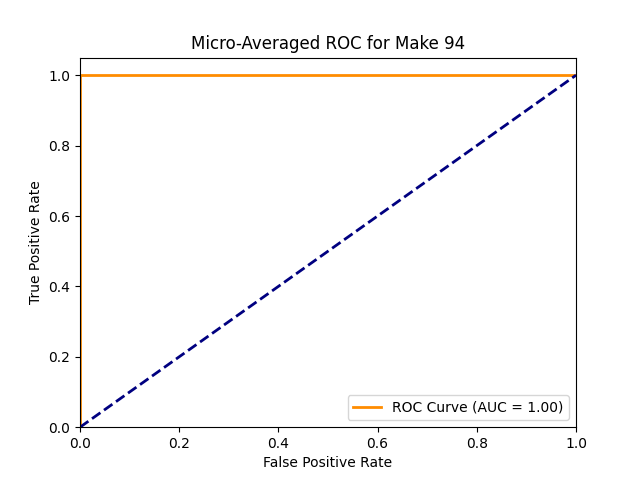 Micro-Averaged ROC for Make 94
True Positive Rate
1.0
0.8
0.6
0.4
0.2
0.0
ROC Curve (AUC = 1.00)
0.0 0.2 0.4 0.6 0.8 1.0
False Positive Rate